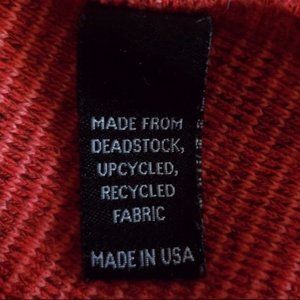 MADE FROM
DEADSTOCK,
UPCYCLED,
RECYCLED
FABRIC
MADE IN USA